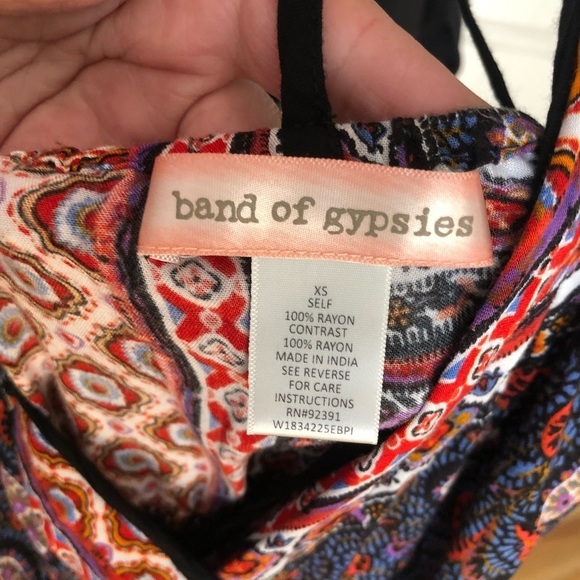 band of gypsies
XS
SELF
100% RAYON
CONTRAST
100% RAYON
MADE IN INDIA
SEE REVERSE
FOR CARE
INSTRUCTIONS
RN#92391
W1834225EBPI